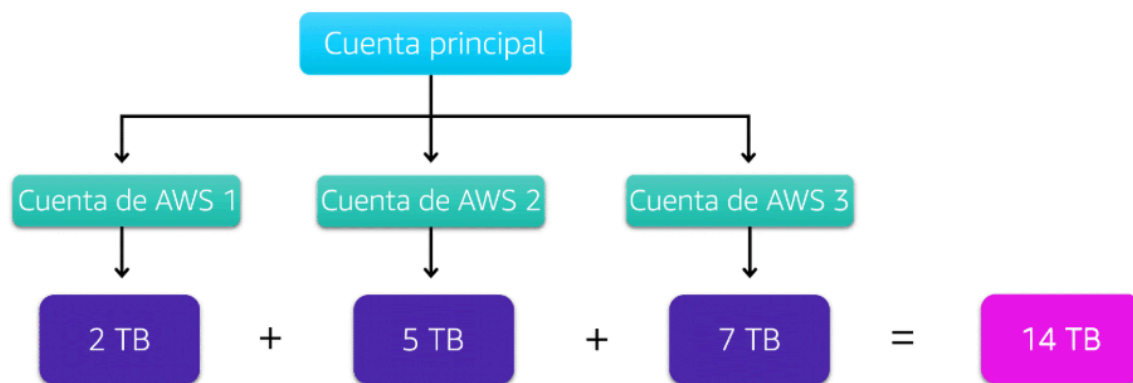 Cuenta principal
Cuenta de AWS 1
Cuenta de AWS 2
Cuenta de AWS 3
2 TB + 5 TB + 7 TB = 14 TB